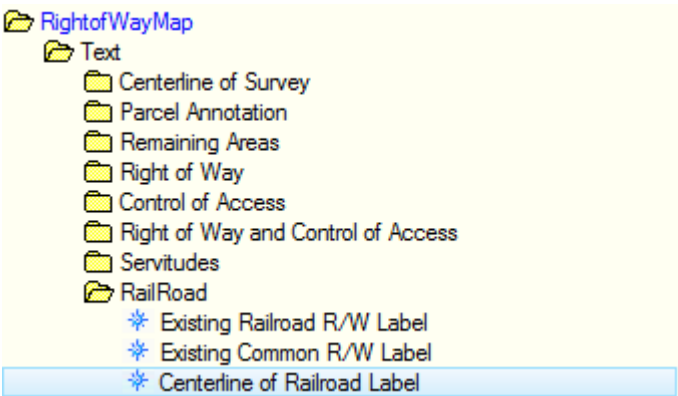 RightofWayMap
Text
Centerline of Survey
Parcel Annotation
Remaining Areas
Right of Way
Control of Access
Right of Way and Control of Access
Servitudes
RailRoad
Existing Railroad R/W Label
Existing Common R/W Label
Centerline of Railroad Label